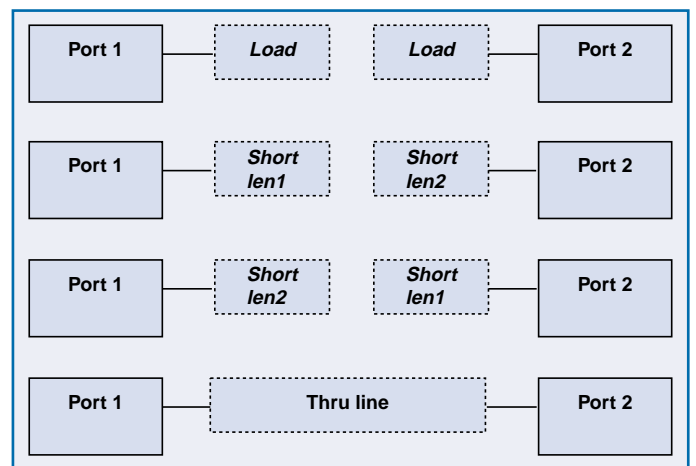 Port 1 Load Load Port 2
Port 1 Short Short Port 2
len1 len2
Port 1 Short Short Port 2
len2 len1
Port 1 Thru line Port 2